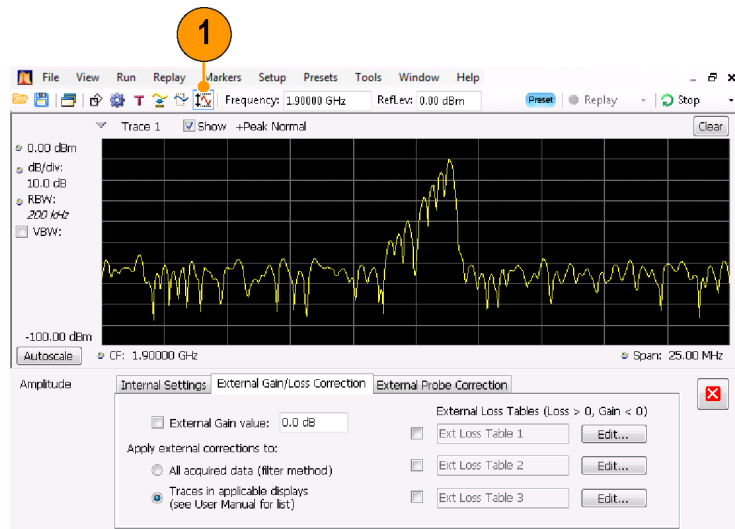 1
File View Run Replay Markers Setup Presets Tools Window Help
T Frequency: 1.90000 GHz RefLev: 0.00 dBm Preset Replay Stop
Trace 1 Show +Peak Normal Clear
0.00 dBm
dB/div:
10.0 dB
RBW:
200 kHz
VBW:
-100.00 dBm
Autoscale CF: 1.90000 GHz Span: 25.00 MHz
Amplitude Internal Settings External Gain/Loss Correction External Probe Correction
External Loss Tables (Loss > 0, Gain < 0)
External Gain value: 0.0 dB
Ext Loss Table 1 Edit...
Apply external corrections to:
All acquired data (filter method)
Ext Loss Table 2 Edit...
Traces in applicable displays
(see User Manual for list)
Ext Loss Table 3 Edit...